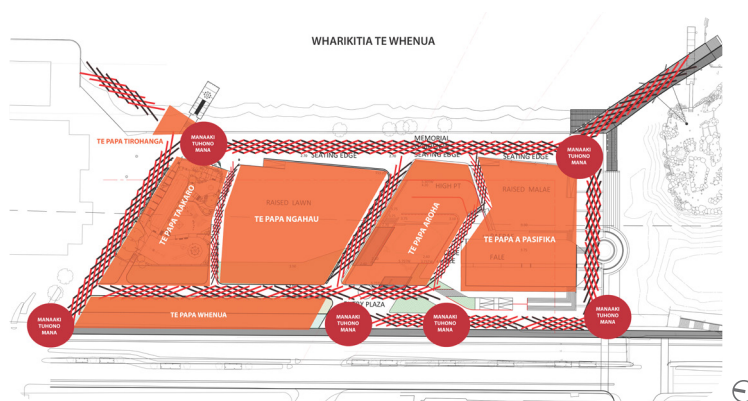 WHARIKITIA TE WHENUA
TE PAPA TIROHANGA
MANAAKI
TUHONO
MANA
MEMORIAL
SEATING EDGE
SEATING EDGE
SEATING EDGE
MANAAKI
TUHONO
MANA
TE PAPA TAAKARO
RAISED LAWN
TE PAPA NGAHAU
HIGH PT
TE PAPA AROHA
RAISED MALAE
TE PAPA A PASIFIKA
FALE
TE PAPA WHENUA
PLAZA
MANAAKI
TUHONO
MANA
MANAAKI
TUHONO
MANA
MANAAKI
TUHONO
MANA
MANAAKI
TUHONO
MANA